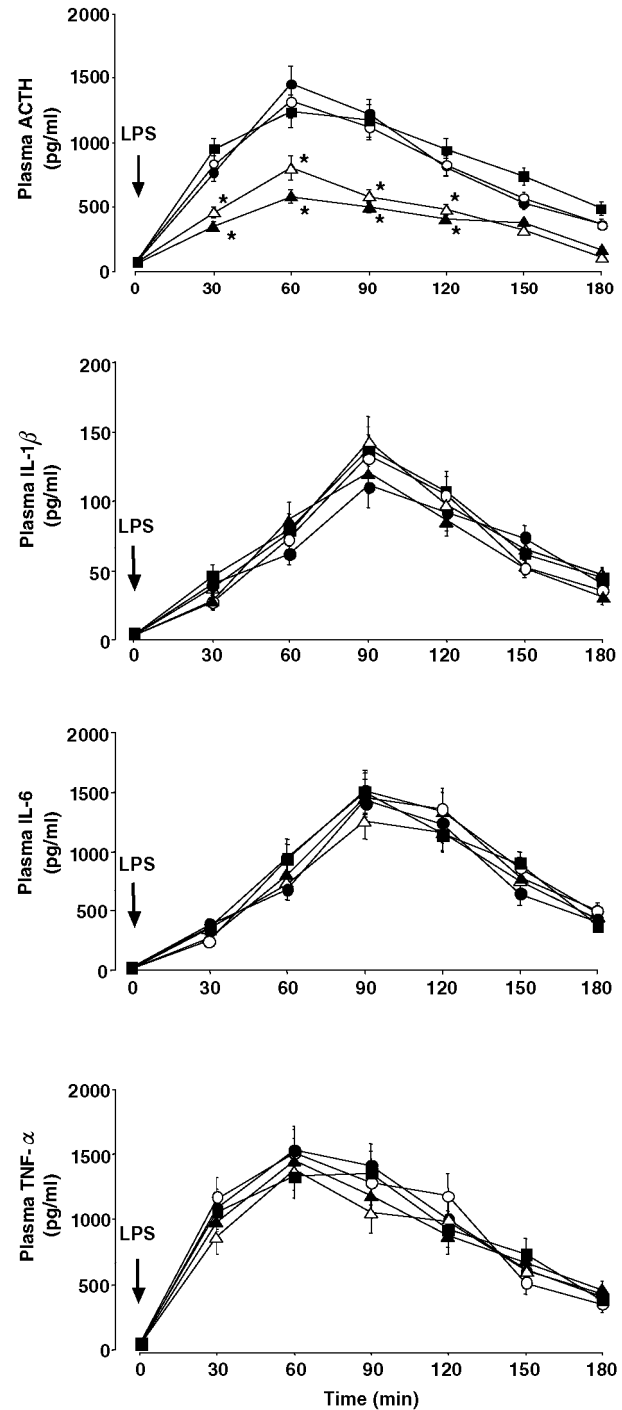 2000
1500
1000
500
0
Plasma ACTH
(pg/ml)
LPS
*
*
*
*
*
*
*
*
0 30 60 90 120 150 180
200
150
100
50
0
Plasma IL-1β
(pg/ml)
LPS
0 30 60 90 120 150 180
2000
1500
1000
500
0
Plasma IL-6
(pg/ml)
LPS
0 30 60 90 120 150 180
2000
1500
1000
500
0
Plasma TNF-α
(pg/ml)
LPS
0 30 60 90 120 150 180
Time (min)